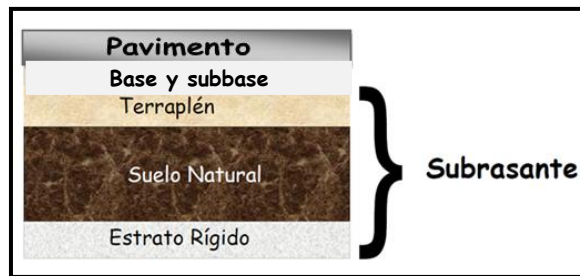 Pavimento
Base y subbase
Terraplén
Suelo Natural
Estrato Rígido
Subrasante